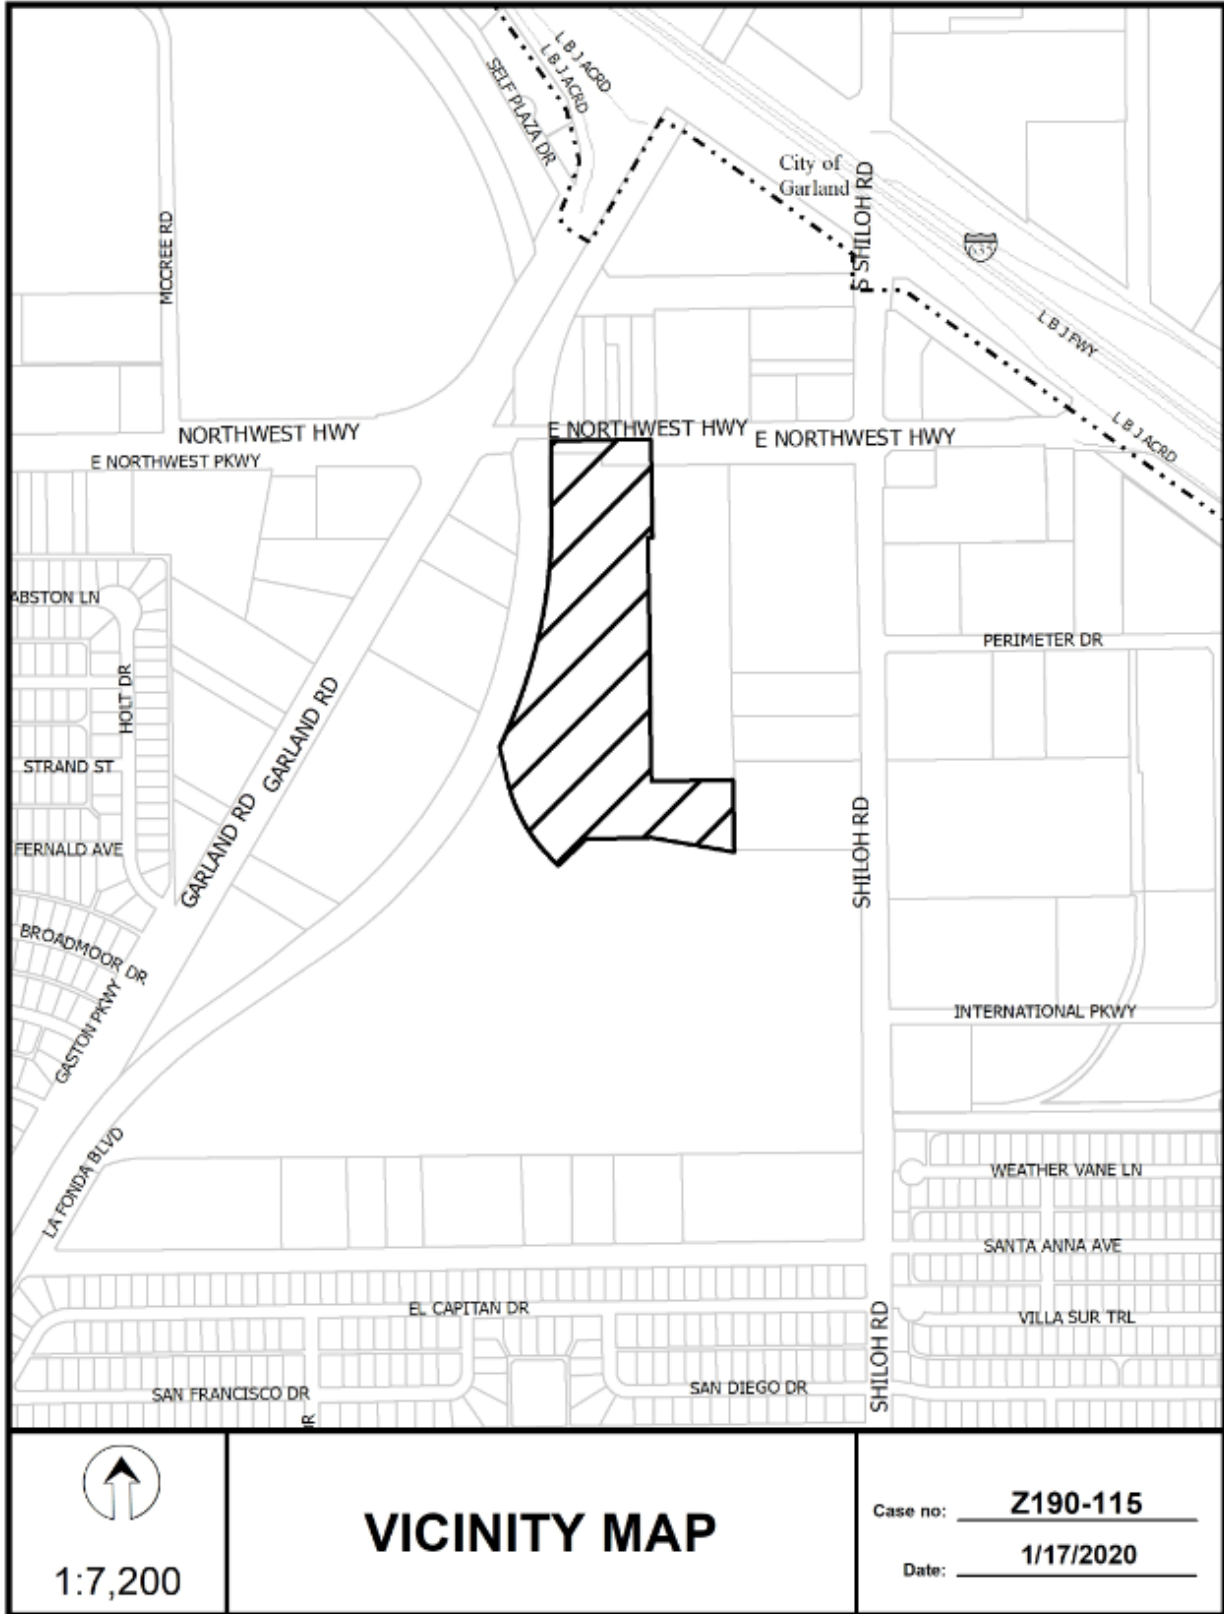 L B J ACRD
L B J ACRD
SELF PLAZA DR
City of
Garland
S SHILOH RD
635
MCCREE RD
L B J FWY
L B J ACRD
NORTHWEST HWY
E NORTHWEST HWY
E NORTHWEST HWY
E NORTHWEST PKWY
ABSTON LN
HOLT DR
PERIMETER DR
GARLAND RD
STRAND ST
GARLAND RD
SHILOH RD
FERNALD AVE
BROADMOOR DR
GASTON PKWY
INTERNATIONAL PKWY
LA FONDA BLVD
WEATHER VANE LN
SANTA ANNA AVE
EL CAPITAN DR
VILLA SUR TRL
SHILOH RD
SAN FRANCISCO DR
SAN DIEGO DR
1:7,200
VICINITY MAP
Case no: Z190-115
Date: 1/17/2020